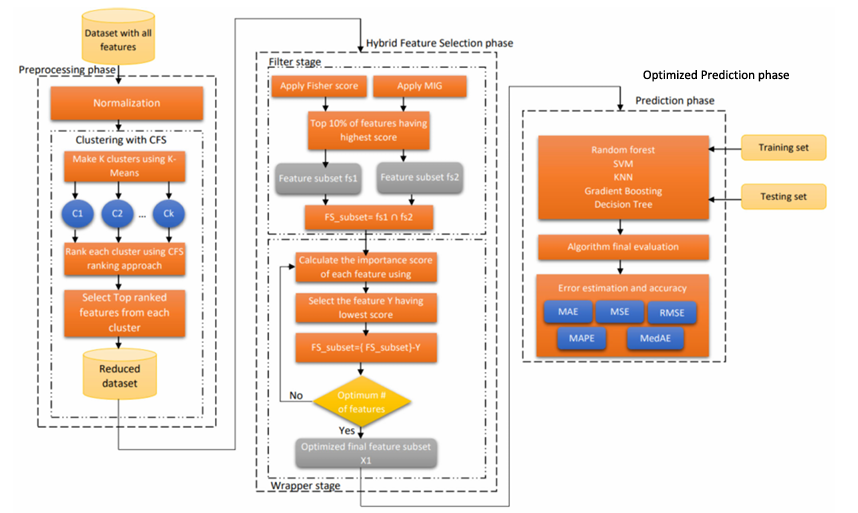 Dataset with all
features
Preprocessing phase
Normalization
Clustering with CFS
Make K clusters using K-
Means
C1
C2
...
Ck
Rank each cluster using CFS
ranking approach
Select Top ranked
features from each
cluster
Reduced
dataset
Hybrid Feature Selection phase
Filter stage
Apply Fisher score
Apply MIG
Top 10% of features having
highest score
Feature subset fs1
Feature subset fs2
FS_subset= fs1 ∩ fs2
Calculate the importance score
of each feature using
Select the feature Y having
lowest score
FS_subset={ FS_subset}-Y
Optimum #
of features
No
Yes
Optimized final feature subset
X1
Wrapper stage
Optimized Prediction phase
Prediction phase
Random forest
SVM
KNN
Gradient Boosting
Decision Tree
Training set
Testing set
Algorithm final evaluation
Error estimation and accuracy
MAE
MSE
RMSE
MAPE
MedAE